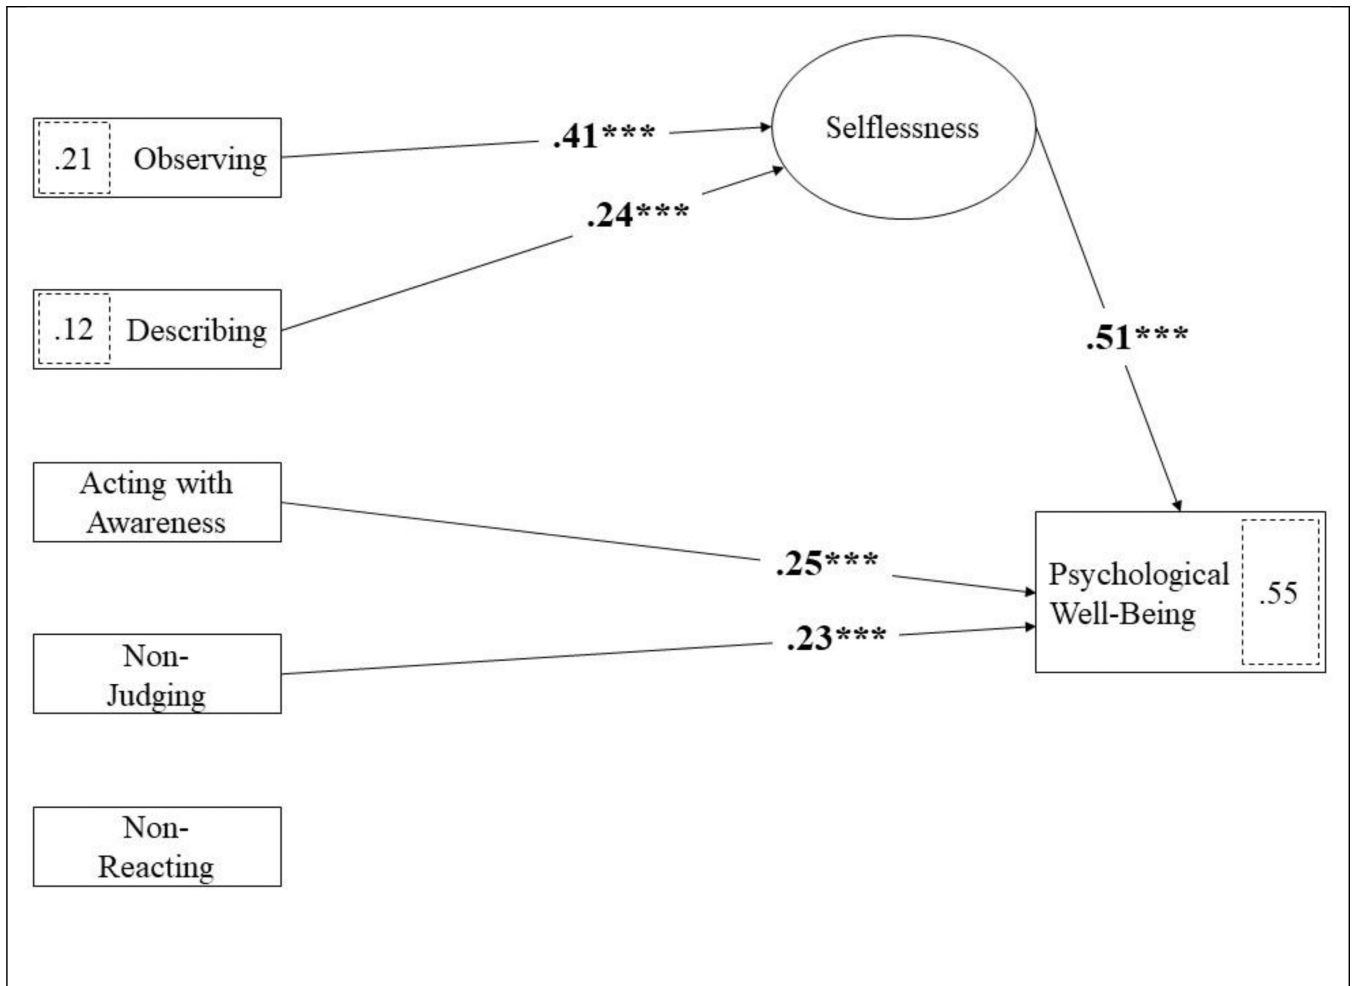 Selflessness
.41***
.21 Observing
.24***
.12 Describing
.51***
Acting with
Awareness
.25***
Psychological
Well-Being
.55
.23***
Non-
Judging
Non-
Reacting